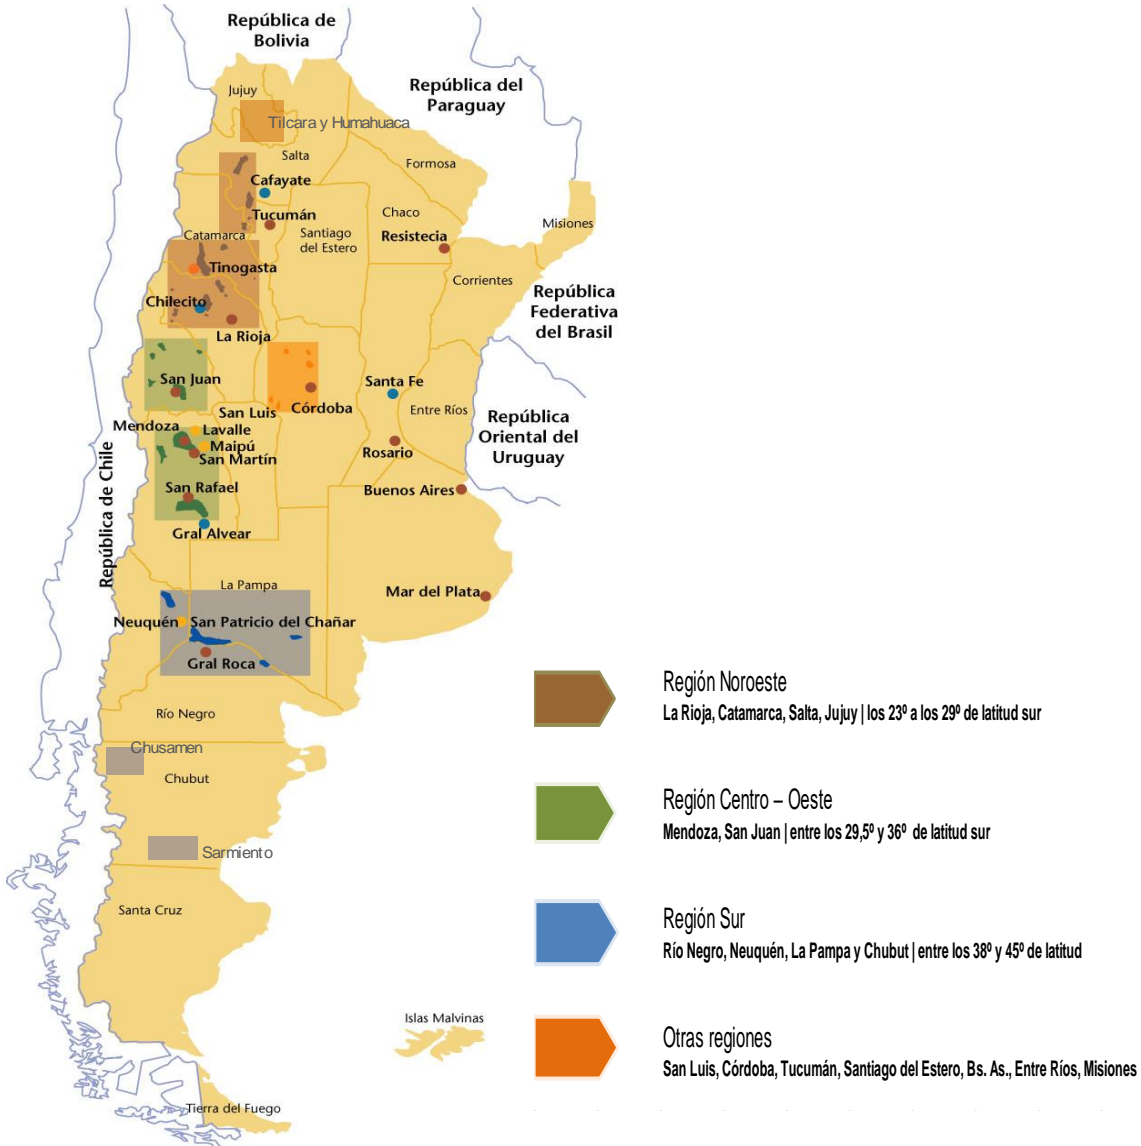 República de
Bolivia
República del
Paraguay
Jujuy
Tilcara y Humahuaca
Salta
Formosa
Cafayate
Tucumán
Chaco
Santiago
del Estero
Catamarca
Resistecia
Misiones
Tinogasta
Corrientes
Chilecito
República
Federativa
del Brasil
La Rioja
San Juan
Santa Fe
San Luis
Córdoba
Entre Ríos
República
Oriental del
Uruguay
Mendoza
Lavalle
Maipú
San Martín
Rosario
República de Chile
San Rafael
Buenos Aires
Gral Alvear
La Pampa
Mar del Plata
Neuquén
San Patricio del Chañar
Gral Roca
Río Negro
Chusamen
Chubut
Sarmiento
Santa Cruz
Islas Malvinas
Tierra del Fuego
Región Noroeste
La Rioja, Catamarca, Salta, Jujuy | los 23º a los 29º de latitud sur
Región Centro – Oeste
Mendoza, San Juan | entre los 29,5º y 36º de latitud sur
Región Sur
Río Negro, Neuquén, La Pampa y Chubut | entre los 38º y 45º de latitud
Otras regiones
San Luis, Córdoba, Tucumán, Santiago del Estero, Bs. As., Entre Ríos, Misiones